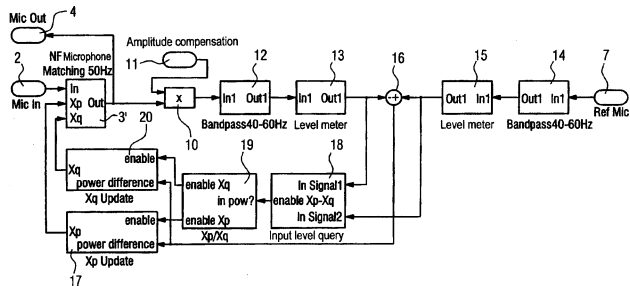 Mic Out
4
2
NF Microphone
Matching 50Hz
In
Xp
Out
Xq
Mic In
3'
Amplitude compensation
11
x
10
12
In1 Out1
Bandpass40-60Hz
13
In1 Out1
Level meter
16
-+
15
Out1 In1
Level meter
14
Out1 In1
Bandpass40-60Hz
7
Ref Mic
20
enable
Xq
power difference
Xq Update
19
enable Xq
in pow?
enable Xp
Xp/Xq
18
In Signal1
enable Xp-Xq
In Signal2
Input level query
enable
Xp
power difference
17
Xp Update